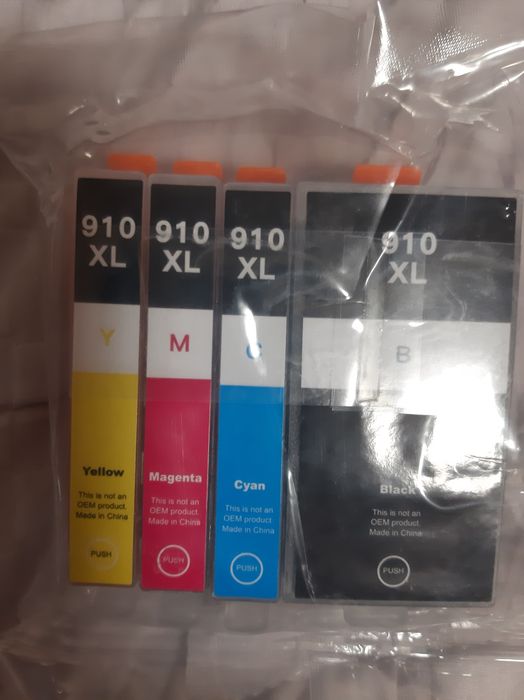 910
XL
Y
Yellow
This is not an
OEM product.
Made in China
PUSH
910
XL
M
Magenta
This is not an
OEM product
Made in China
PUSH
910
XL
C
Cyan
This is not an
OEM product
Made in China
PUSH
910
XL
B
Black
This is not an
OEM product.
Made in China
PUSH